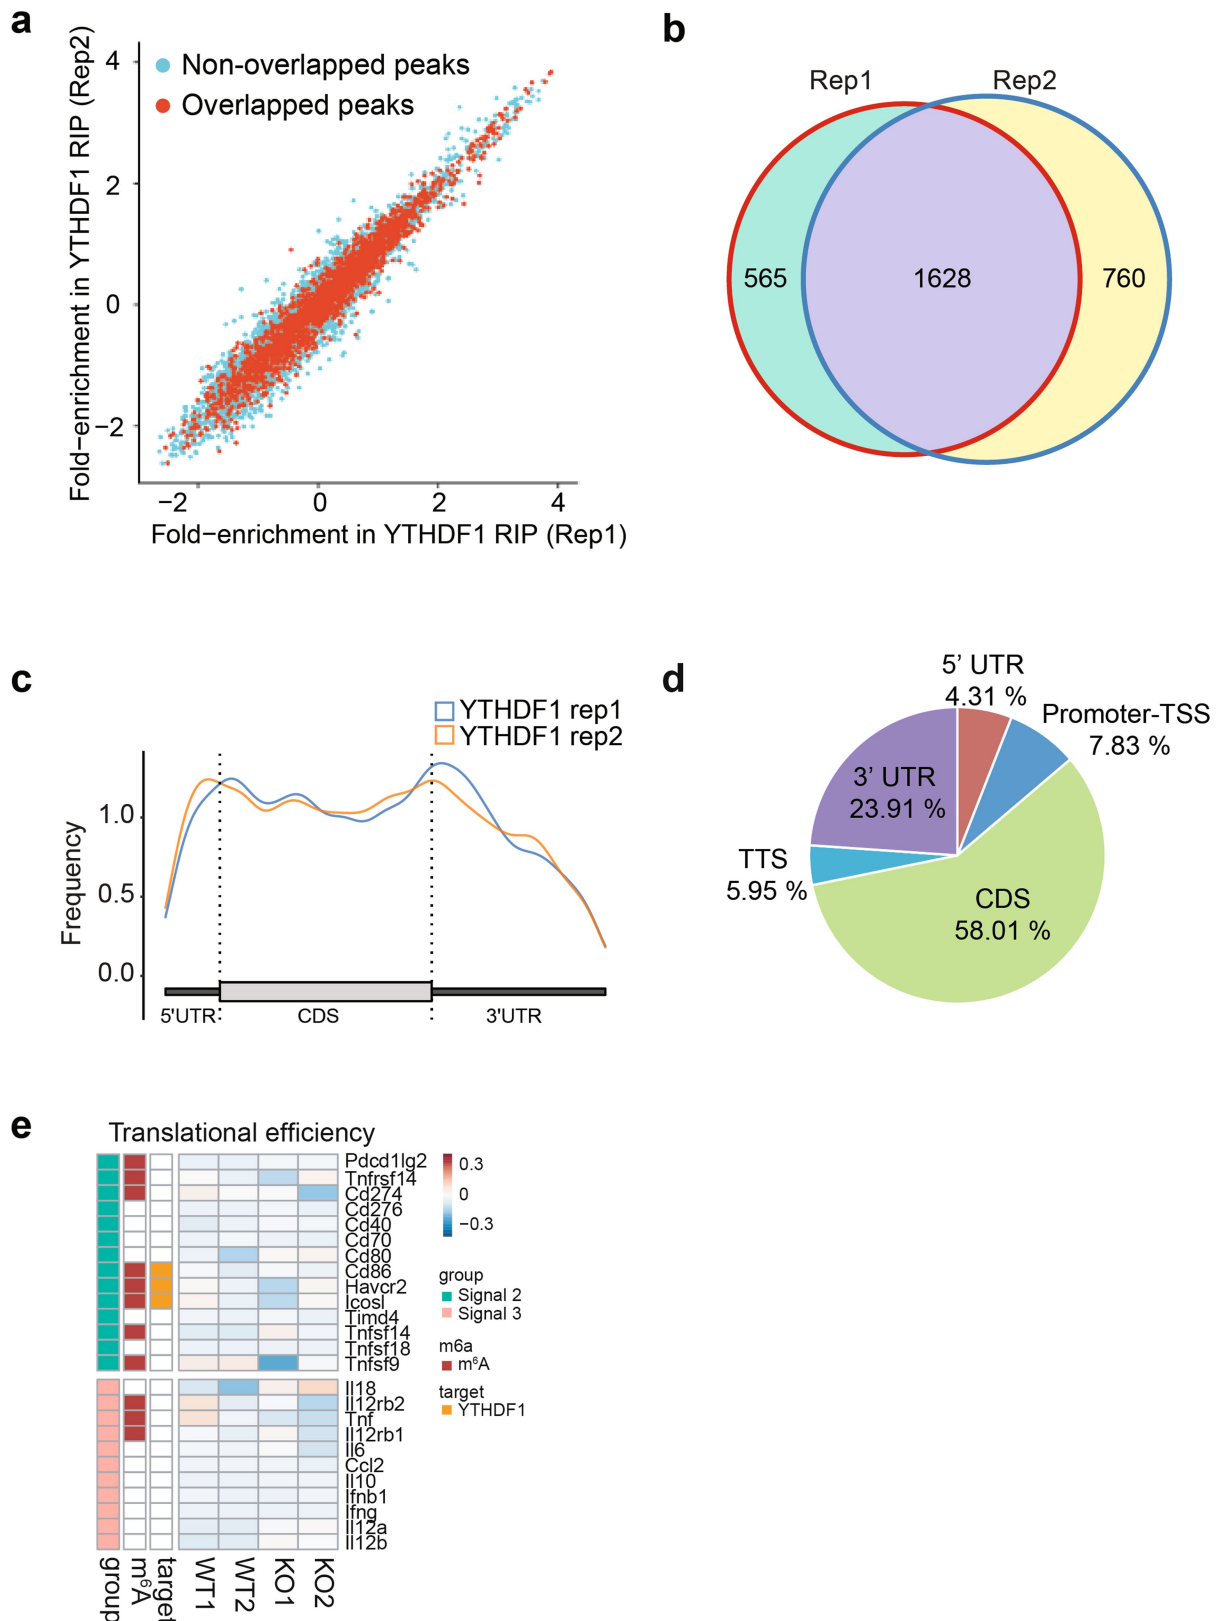 a
Fold-enrichment in YTHDF1 RIP (Rep2)
4
2
0
−2
Non-overlapped peaks
Overlapped peaks
−2 0 2 4
Fold-enrichment in YTHDF1 RIP (Rep1)
b
Rep1 Rep2
565 1628 760
c
YTHDF1 rep1
YTHDF1 rep2
Frequency
1.0
0.5
0.0
5'UTR CDS 3'UTR
d
5’ UTR
4.31 %
Promoter-TSS
7.83 %
3’ UTR
23.91 %
TTS
5.95 %
CDS
58.01 %
e
Translational efficiency
Pdcd1lg2
Tnfrsf14
Cd274
Cd276
Cd40
Cd70
Cd80
Cd86
Havcr2
Icosl
Timd4
Tnfsf14
Tnfsf18
Tnfsf9
Il18
Il12rb2
Tnf
Il12rb1
Il6
Ccl2
Il10
Ifnb1
Ifng
Il12a
Il12b
group m⁶A target WT1 WT2 KO1 KO2
0.3
0
−0.3
group
Signal 2
Signal 3
m6a
m⁶A
target
YTHDF1